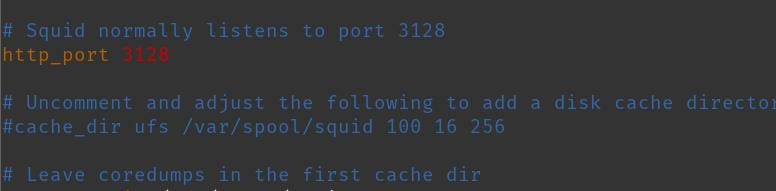 # Squid normally listens to port 3128
http_port 3128
# Uncomment and adjust the following to add a disk cache
#cache_dir ufs /var/spool/squid 100 16 256
# Leave coredumps in the first cache dir